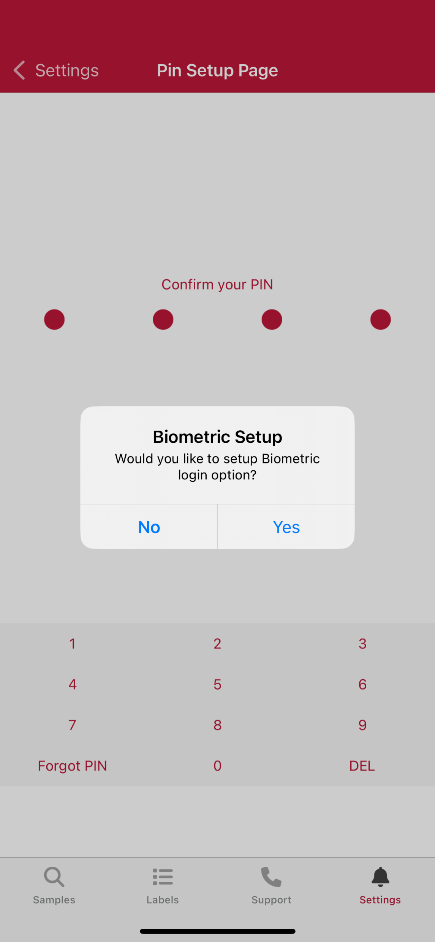 Settings
Pin Setup Page
Confirm your PIN
Biometric Setup
Would you like to setup Biometric
login option?
No
Yes
1
2
3
4
5
6
7
8
9
Forgot PIN
0
DEL
Samples
Labels
Support
Settings